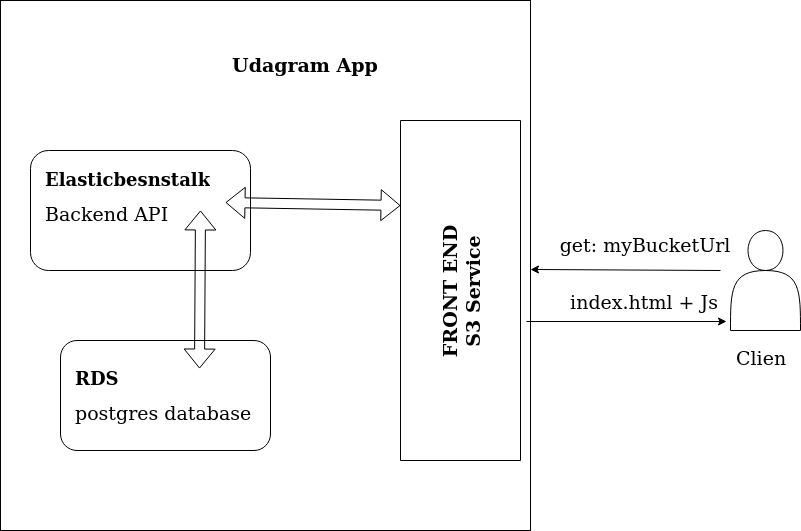 Udagram App
Elasticbesnstalk
Backend API
RDS
postgres database
FRONT END
S3 Service
get: myBucketUrl
index.html + Js
Clien